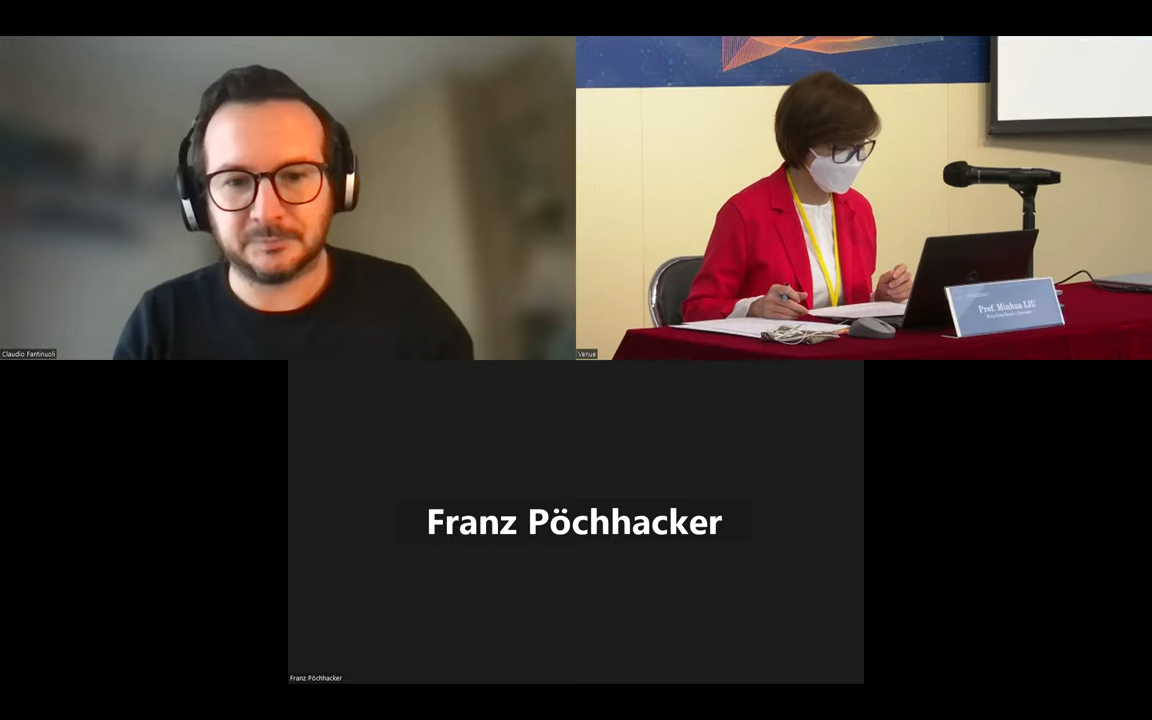 Claudio Fantinuoli
Venue
Prof. Minhua LIU
Franz Pöchhacker
Franz Pöchhacker